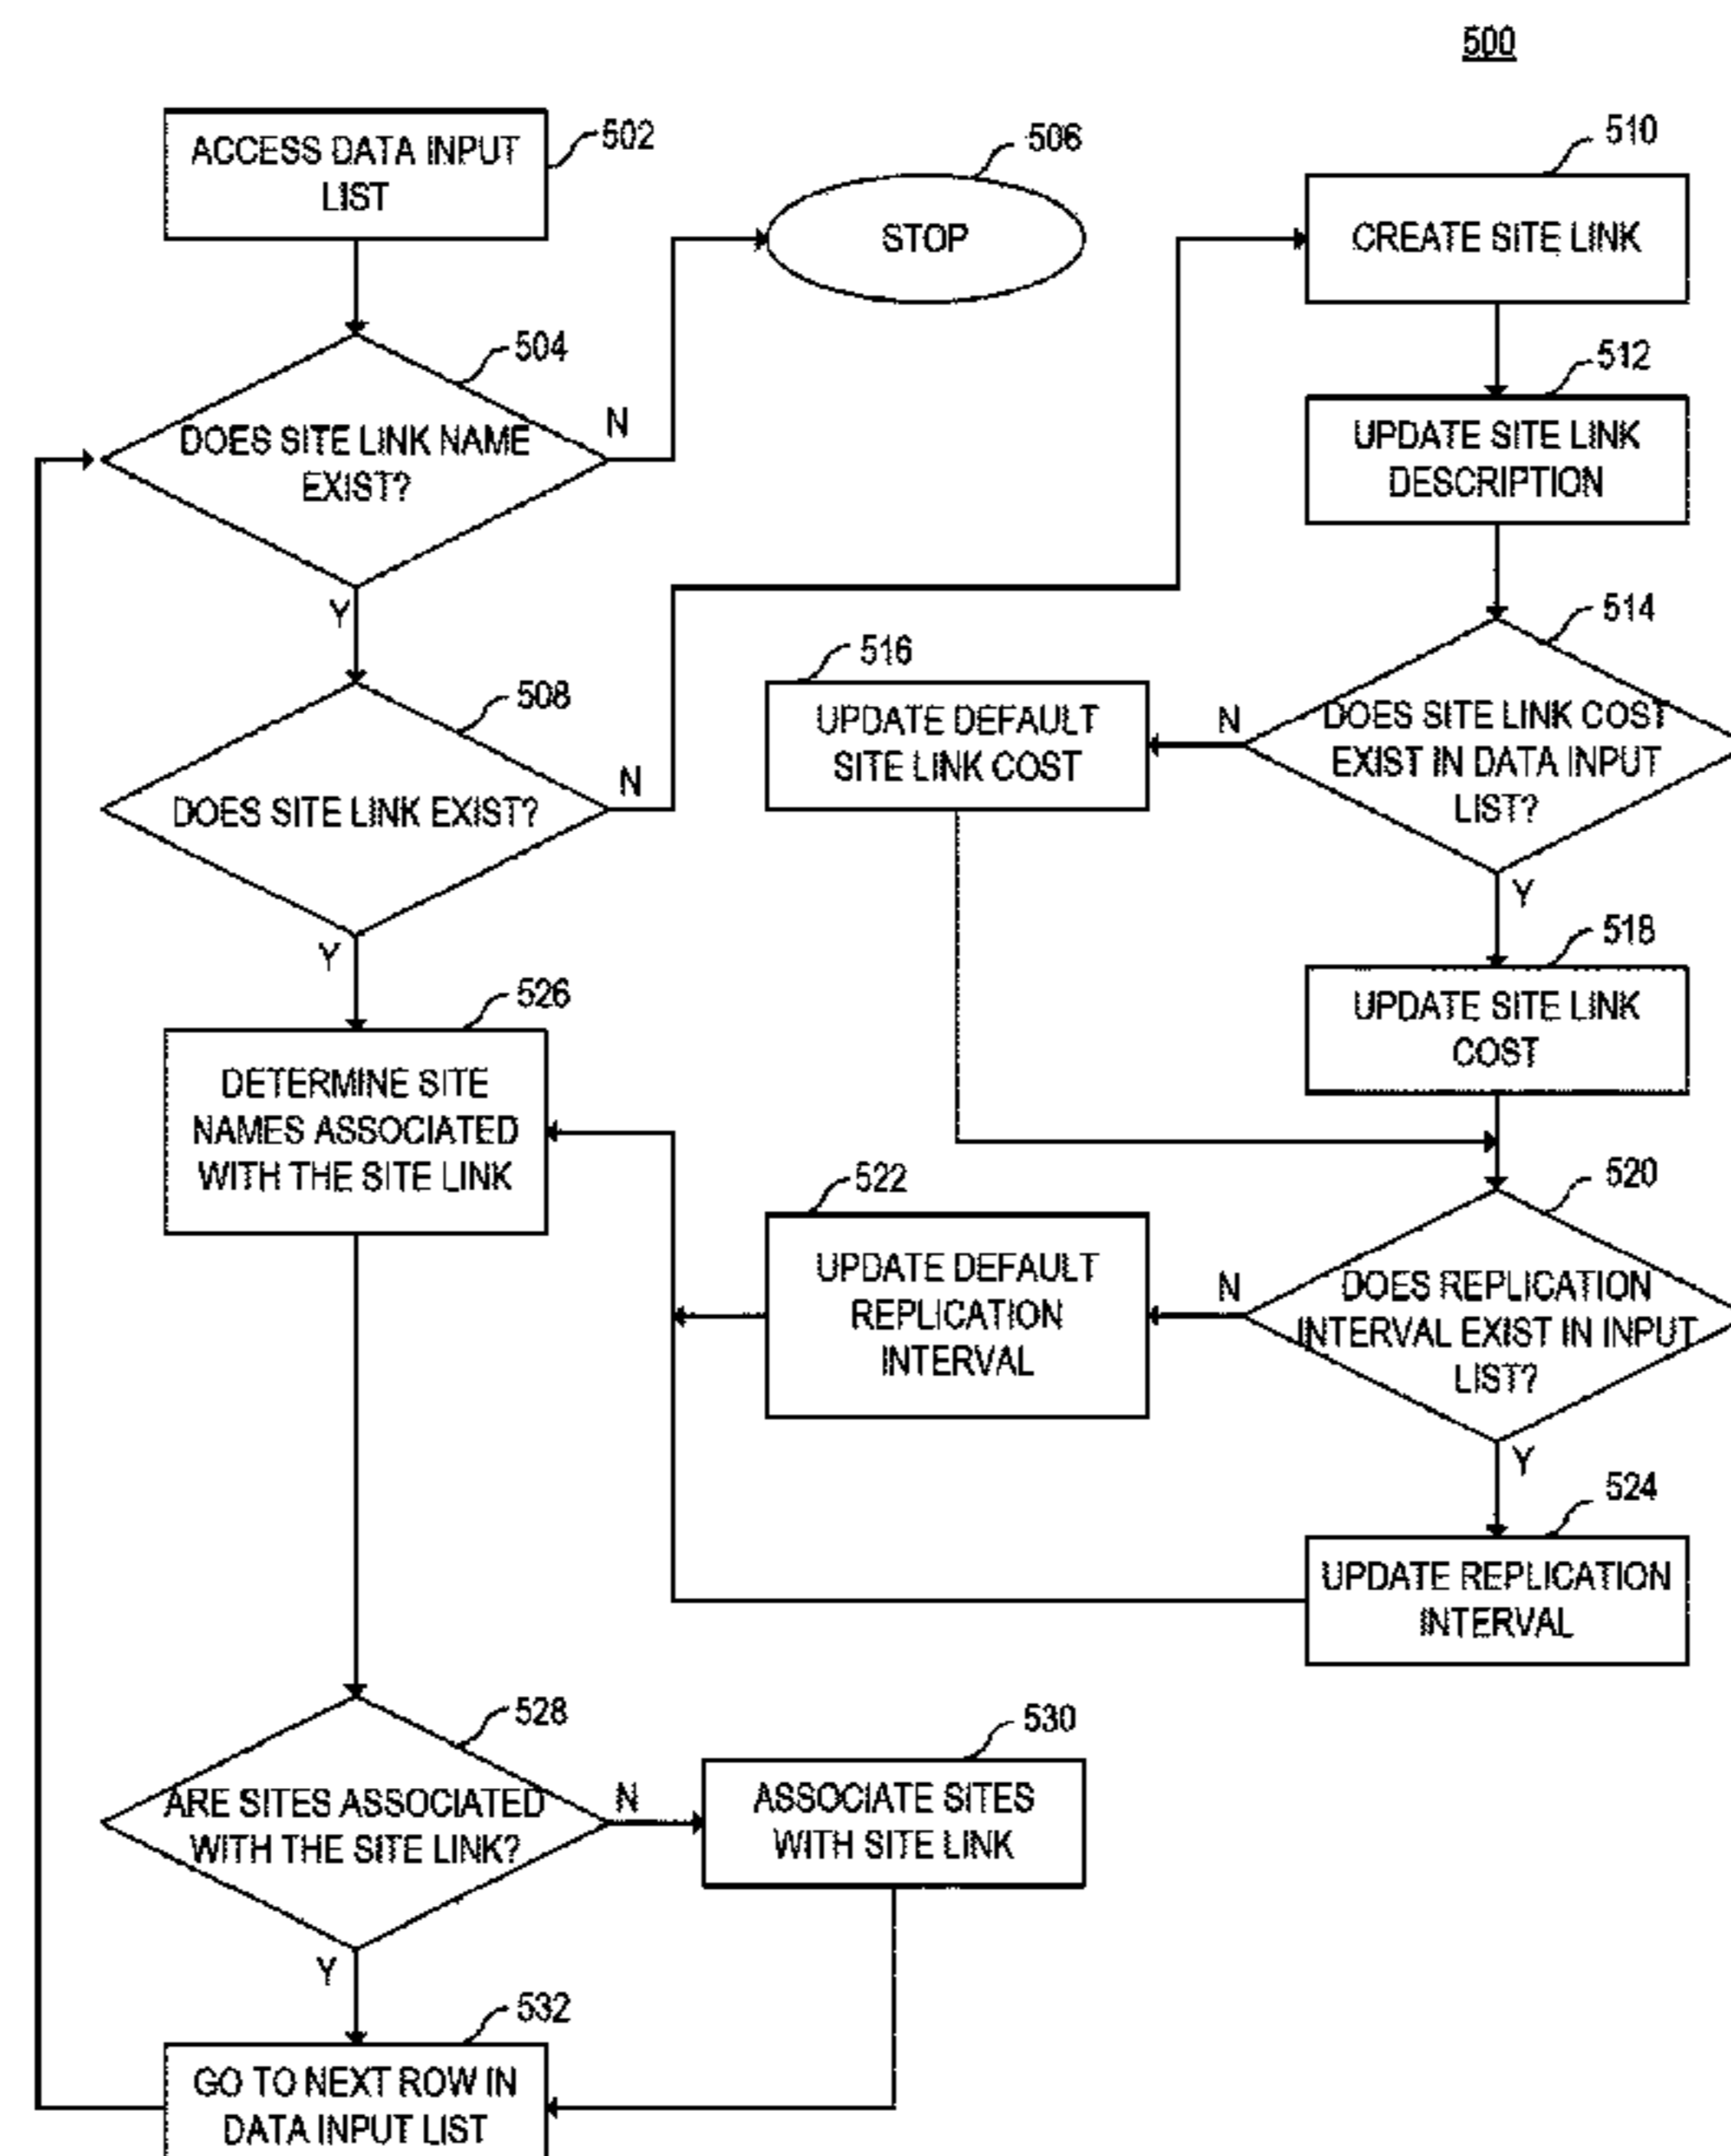 500
ACCESS DATA INPUT
LIST
502
506
STOP
510
CREATE SITE LINK
504
DOES SITE LINK NAME
EXIST?
N
Y
512
UPDATE SITE LINK
DESCRIPTION
508
DOES SITE LINK EXIST?
N
Y
514
DOES SITE LINK COST
EXIST IN DATA INPUT
LIST?
N
Y
516
UPDATE DEFAULT
SITE LINK COST
518
UPDATE SITE LINK
COST
526
DETERMINE SITE
NAMES ASSOCIATED
WITH THE SITE LINK
520
DOES REPLICATION
INTERVAL EXIST IN INPUT
LIST?
N
Y
522
UPDATE DEFAULT
REPLICATION
INTERVAL
524
UPDATE REPLICATION
INTERVAL
528
ARE SITES ASSOCIATED
WITH THE SITE LINK?
N
Y
530
ASSOCIATE SITES
WITH SITE LINK
532
GO TO NEXT ROW IN
DATA INPUT LIST